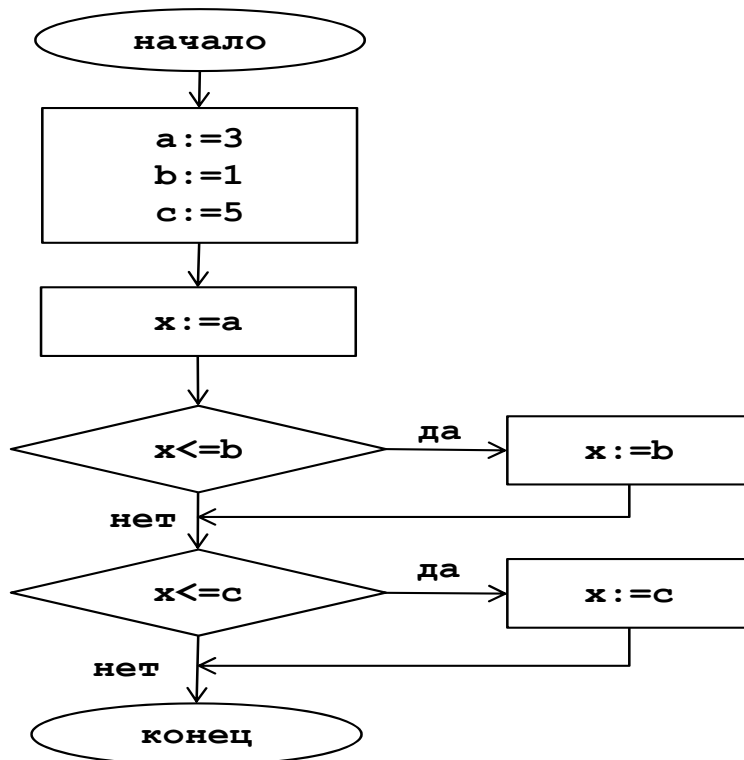 начало
a:=3
b:=1
c:=5
x:=a
x<=b
да
x:=b
нет
x<=c
да
x:=c
нет
конец